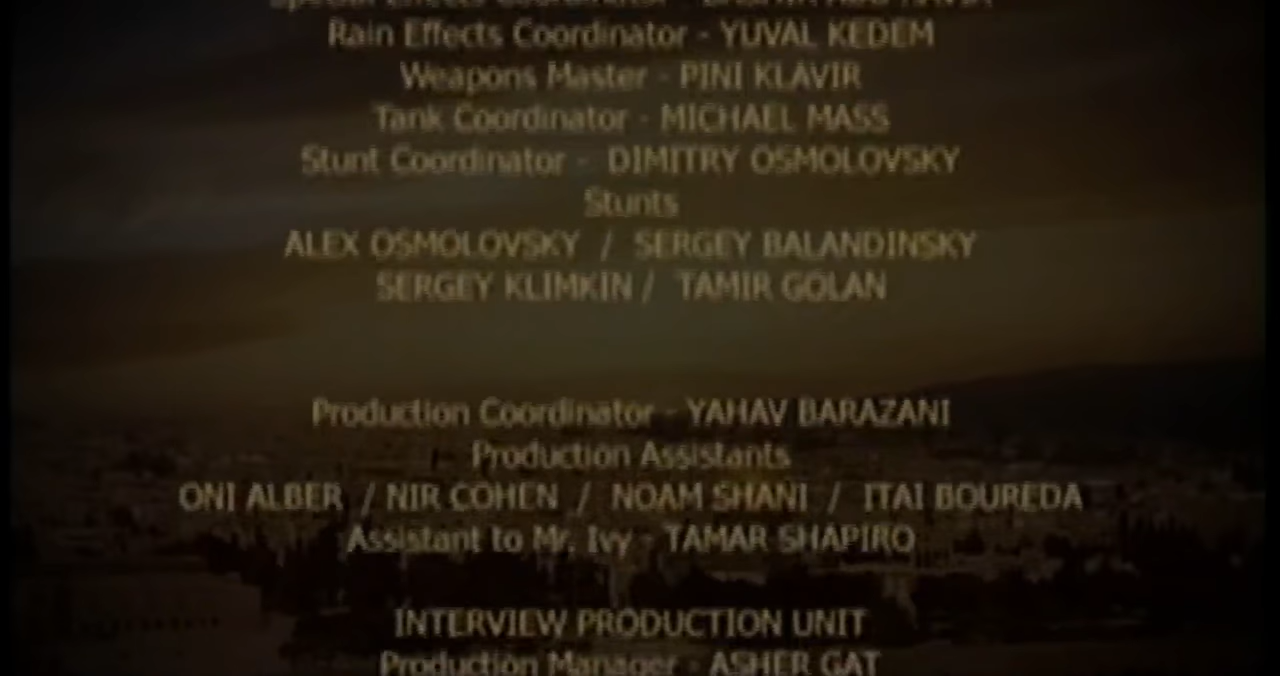 Rain Effects Coordinator - YUVAL KEDEM
Weapons Master - PINI KLAVIR
Tank Coordinator - MICHAEL MASS
Stunt Coordinator - DIMITRY OSMOLOVSKY
Stunts
ALEX OSMOLOVSKY / SERGEY BALANDINSKY
SERGEY KLIMKIN / TAMIR GOLAN
Production Coordinator - YAHAV BARAZANI
Production Assistants
ONI ALBER / NIR COHEN / NOAM SHANI / ITAI BOUREDA
Assistant to Mr. Ivy - TAMAR SHAPIRO
INTERVIEW PRODUCTION UNIT
Production Manager - ASHER GAT